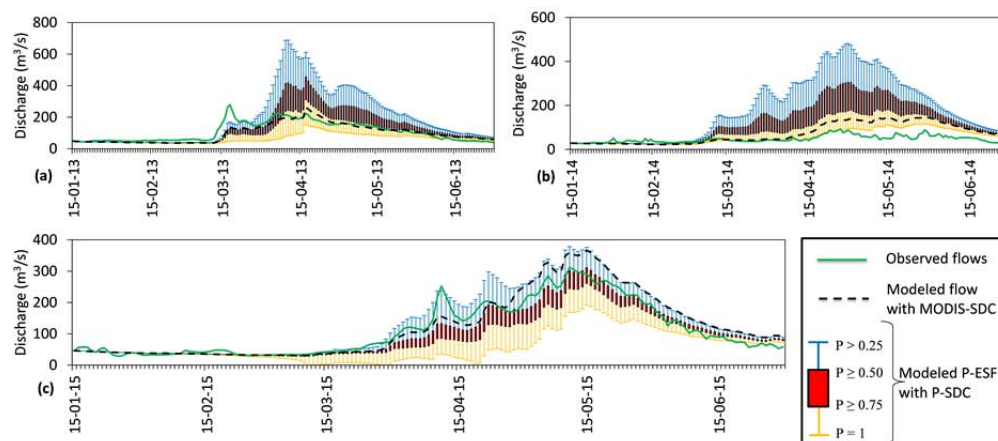 Discharge (m³/s)
800
600
400
200
0
(a)
15-01-13
15-02-13
15-03-13
15-04-13
15-05-13
15-06-13
Discharge (m³/s)
600
400
200
0
(b)
15-01-14
15-02-14
15-03-14
15-04-14
15-05-14
15-06-14
Discharge (m³/s)
400
300
200
100
0
(c)
15-01-15
15-02-15
15-03-15
15-04-15
15-05-15
15-06-15
Observed flows
Modeled flow
with MODIS-SDC
P > 0.25
P ≥ 0.50
P ≥ 0.75
P = 1
Modeled P-ESF
with P-SDC